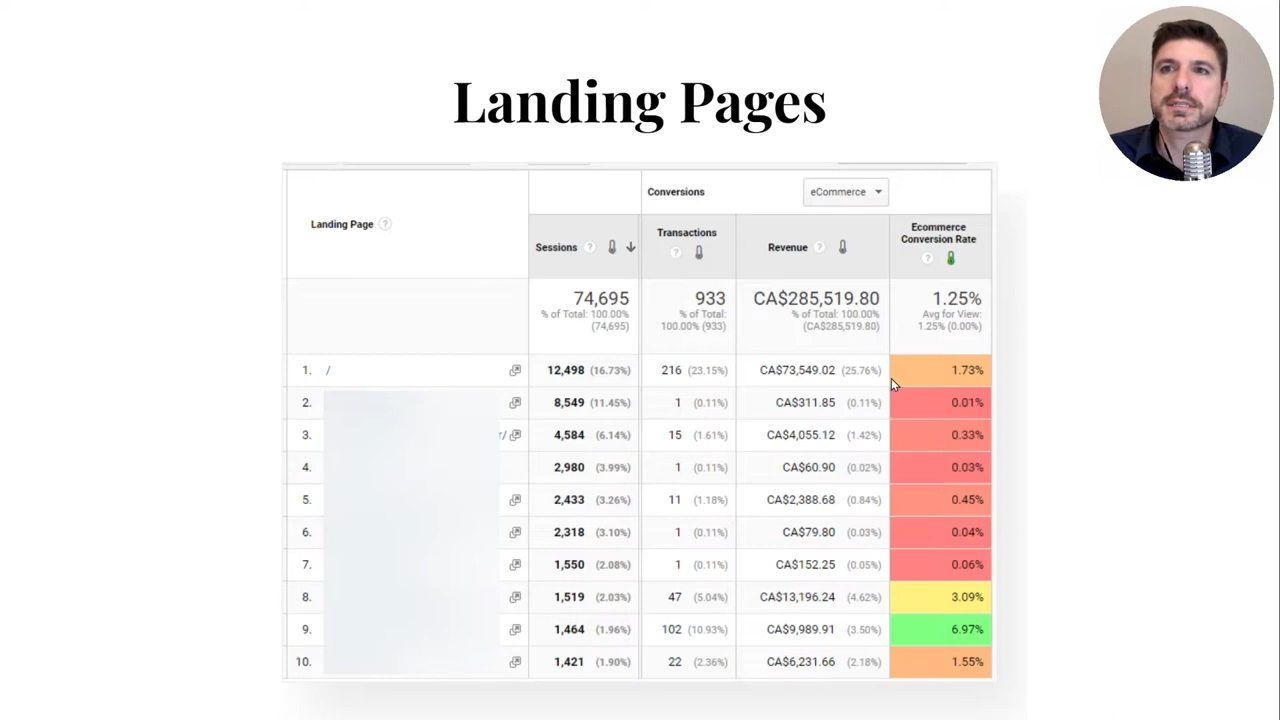 Landing Pages
Landing Page
Conversions
eCommerce
Sessions
Transactions
Revenue
Ecommerce
Conversion Rate
74,695
% of Total: 100.00%
(74,695)
933
% of Total:
100.00% (933)
CA$285,519.80
% of Total: 100.00%
(CA$285,519.80)
1.25%
Avg for View:
1.25% (0.00%)
1. / 12,498 (16.73%) 216 (23.15%) CA$73,549.02 (25.76%) 1.73%
2. 8,549 (11.45%) 1 (0.11%) CA$311.85 (0.11%) 0.01%
3. / 4,584 (6.14%) 15 (1.61%) CA$4,055.12 (1.42%) 0.33%
4. 2,980 (3.99%) 1 (0.11%) CA$60.90 (0.02%) 0.03%
5. 2,433 (3.26%) 11 (1.18%) CA$2,388.68 (0.84%) 0.45%
6. 2,318 (3.10%) 1 (0.11%) CA$79.80 (0.03%) 0.04%
7. 1,550 (2.08%) 1 (0.11%) CA$152.25 (0.05%) 0.06%
8. 1,519 (2.03%) 47 (5.04%) CA$13,196.24 (4.62%) 3.09%
9. 1,464 (1.96%) 102 (10.93%) CA$9,989.91 (3.50%) 6.97%
10. 1,421 (1.90%) 22 (2.36%) CA$6,231.66 (2.18%) 1.55%